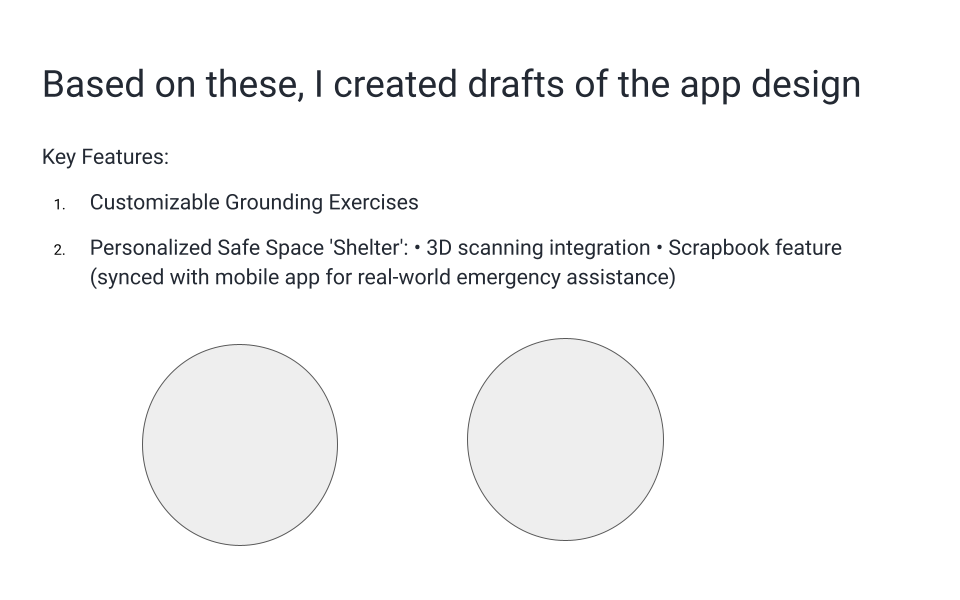 Based on these, I created drafts of the app design
Key Features:
1. Customizable Grounding Exercises
2. Personalized Safe Space 'Shelter': • 3D scanning integration • Scrapbook feature
(synced with mobile app for real-world emergency assistance)